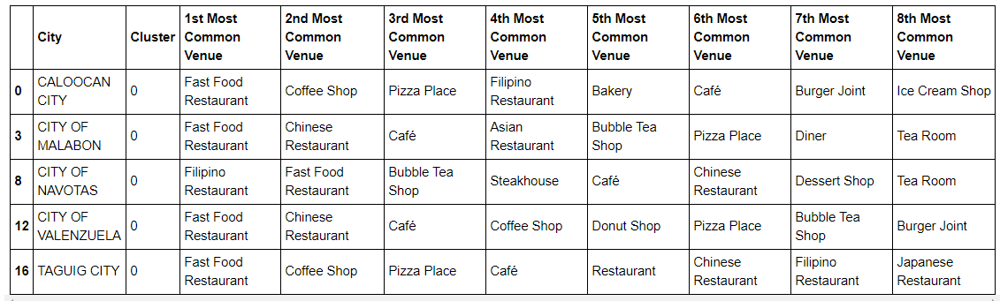 City Cluster 1st Most Common Venue 2nd Most Common Venue 3rd Most Common Venue 4th Most Common Venue 5th Most Common Venue 6th Most Common Venue 7th Most Common Venue 8th Most Common Venue
0 CALOOCAN CITY 0 Fast Food Restaurant Coffee Shop Pizza Place Filipino Restaurant Bakery Café Burger Joint Ice Cream Shop
3 CITY OF MALABON 0 Fast Food Restaurant Chinese Restaurant Café Asian Restaurant Bubble Tea Shop Pizza Place Diner Tea Room
8 CITY OF NAVOTAS 0 Filipino Restaurant Fast Food Restaurant Bubble Tea Shop Steakhouse Café Chinese Restaurant Dessert Shop Tea Room
12 CITY OF VALENZUELA 0 Fast Food Restaurant Chinese Restaurant Café Coffee Shop Donut Shop Pizza Place Bubble Tea Shop Burger Joint
16 TAGUIG CITY 0 Fast Food Restaurant Coffee Shop Pizza Place Café Restaurant Chinese Restaurant Filipino Restaurant Japanese Restaurant